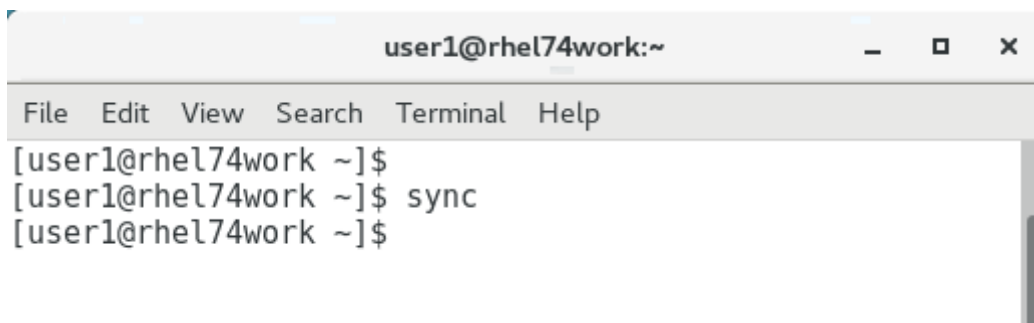 user1@rhel74work:~
File Edit View Search Terminal Help
[user1@rhel74work ~]$
[user1@rhel74work ~]$ sync
[user1@rhel74work ~]$